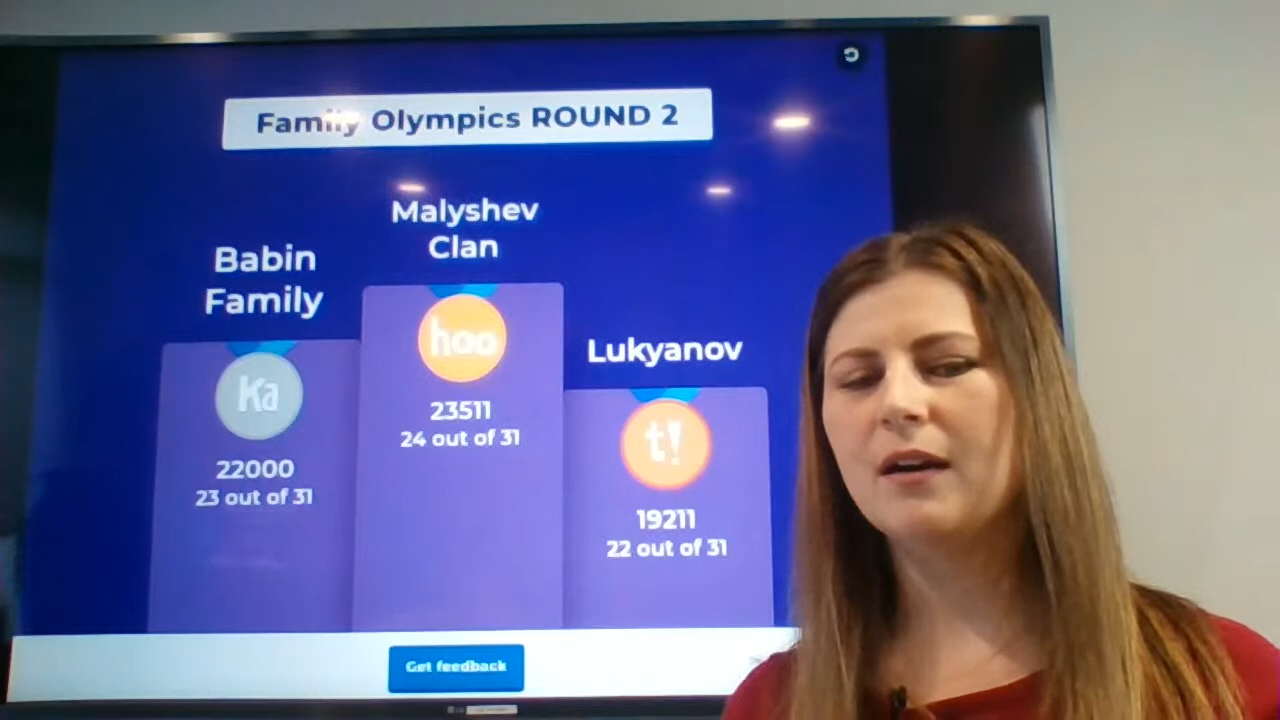 Family Olympics ROUND 2
Malyshev
Clan
Babin
Family
Lukyanov
hoo
23511
24 out of 31
Ka
22000
23 out of 31
t!
19211
22 out of 31
Get feedback
LG